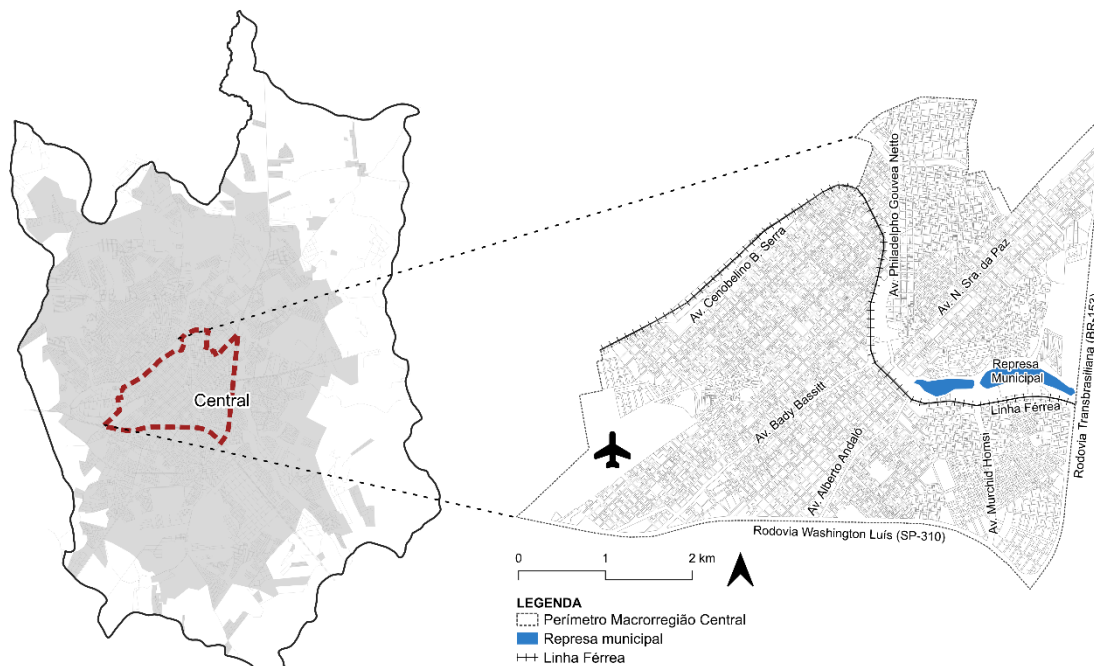 Central
Av. Philadelpho Gouvea Netto
Av. Cenobelino B. Serra
Av. N. Sra. da Paz
Represa
Municipal
Linha Férrea
Av. Bady Bassitt
Av. Alberto Andaló
Av. Murchid Homsi
Rodovia Transbrasiliana (BR-153)
Rodovia Washington Luís (SP-310)
0 1 2 km
LEGENDA
Perímetro Macrorregião Central
Represa municipal
Linha Férrea